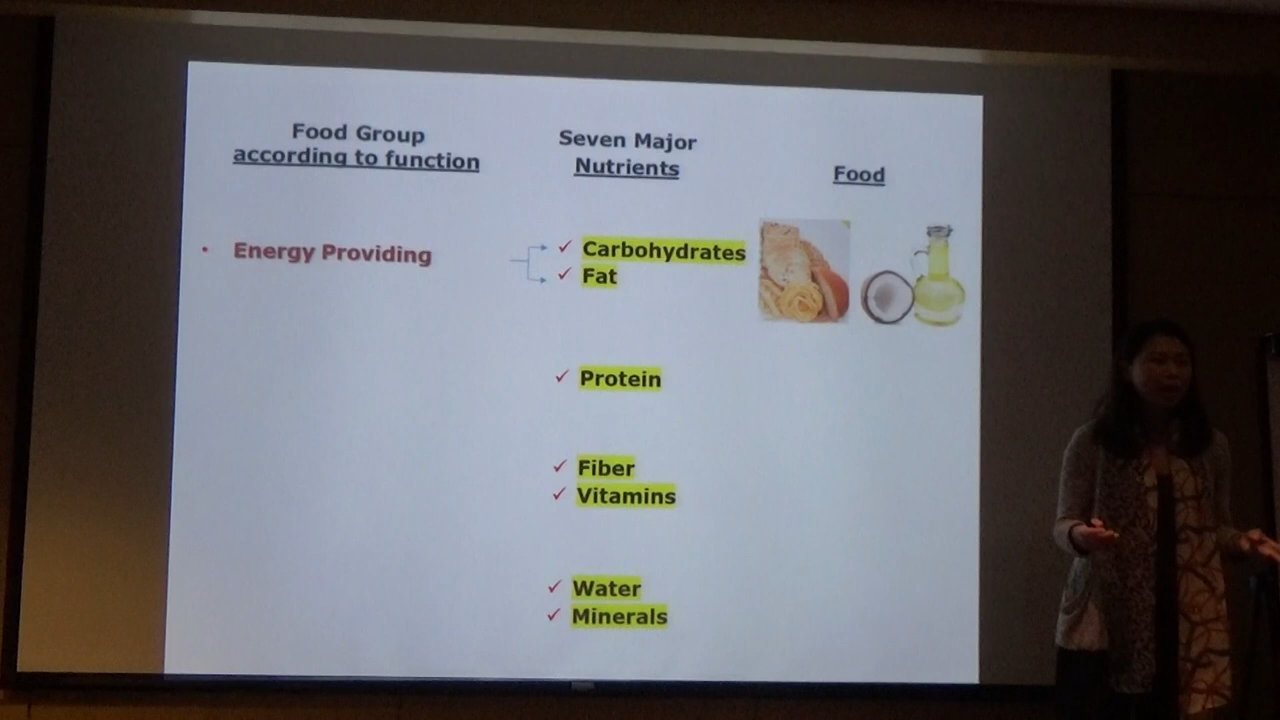 Food Group
according to function
Seven Major
Nutrients
Food
• Energy Providing
✓ Carbohydrates
✓ Fat
✓ Protein
✓ Fiber
✓ Vitamins
✓ Water
✓ Minerals